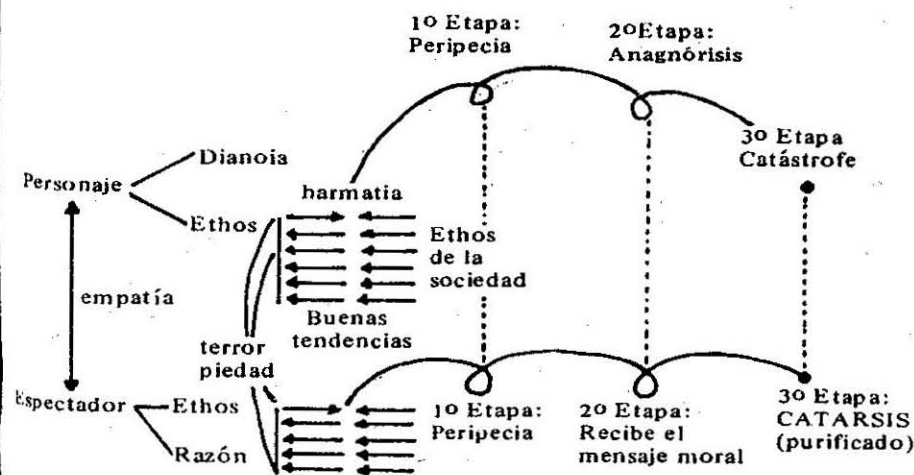 1º Etapa:
Peripecia
2ºEtapa:
Anagnórisis
3º Etapa
Catástrofe
Dianoia
Personaje
harmatia
Ethos
Ethos
de la
sociedad
empatía
Buenas
tendencias
terror
piedad
Espectador
Ethos
Razón
1º Etapa:
Peripecia
2º Etapa:
Recibe el
mensaje moral
3º Etapa:
CATARSIS
(purificado)